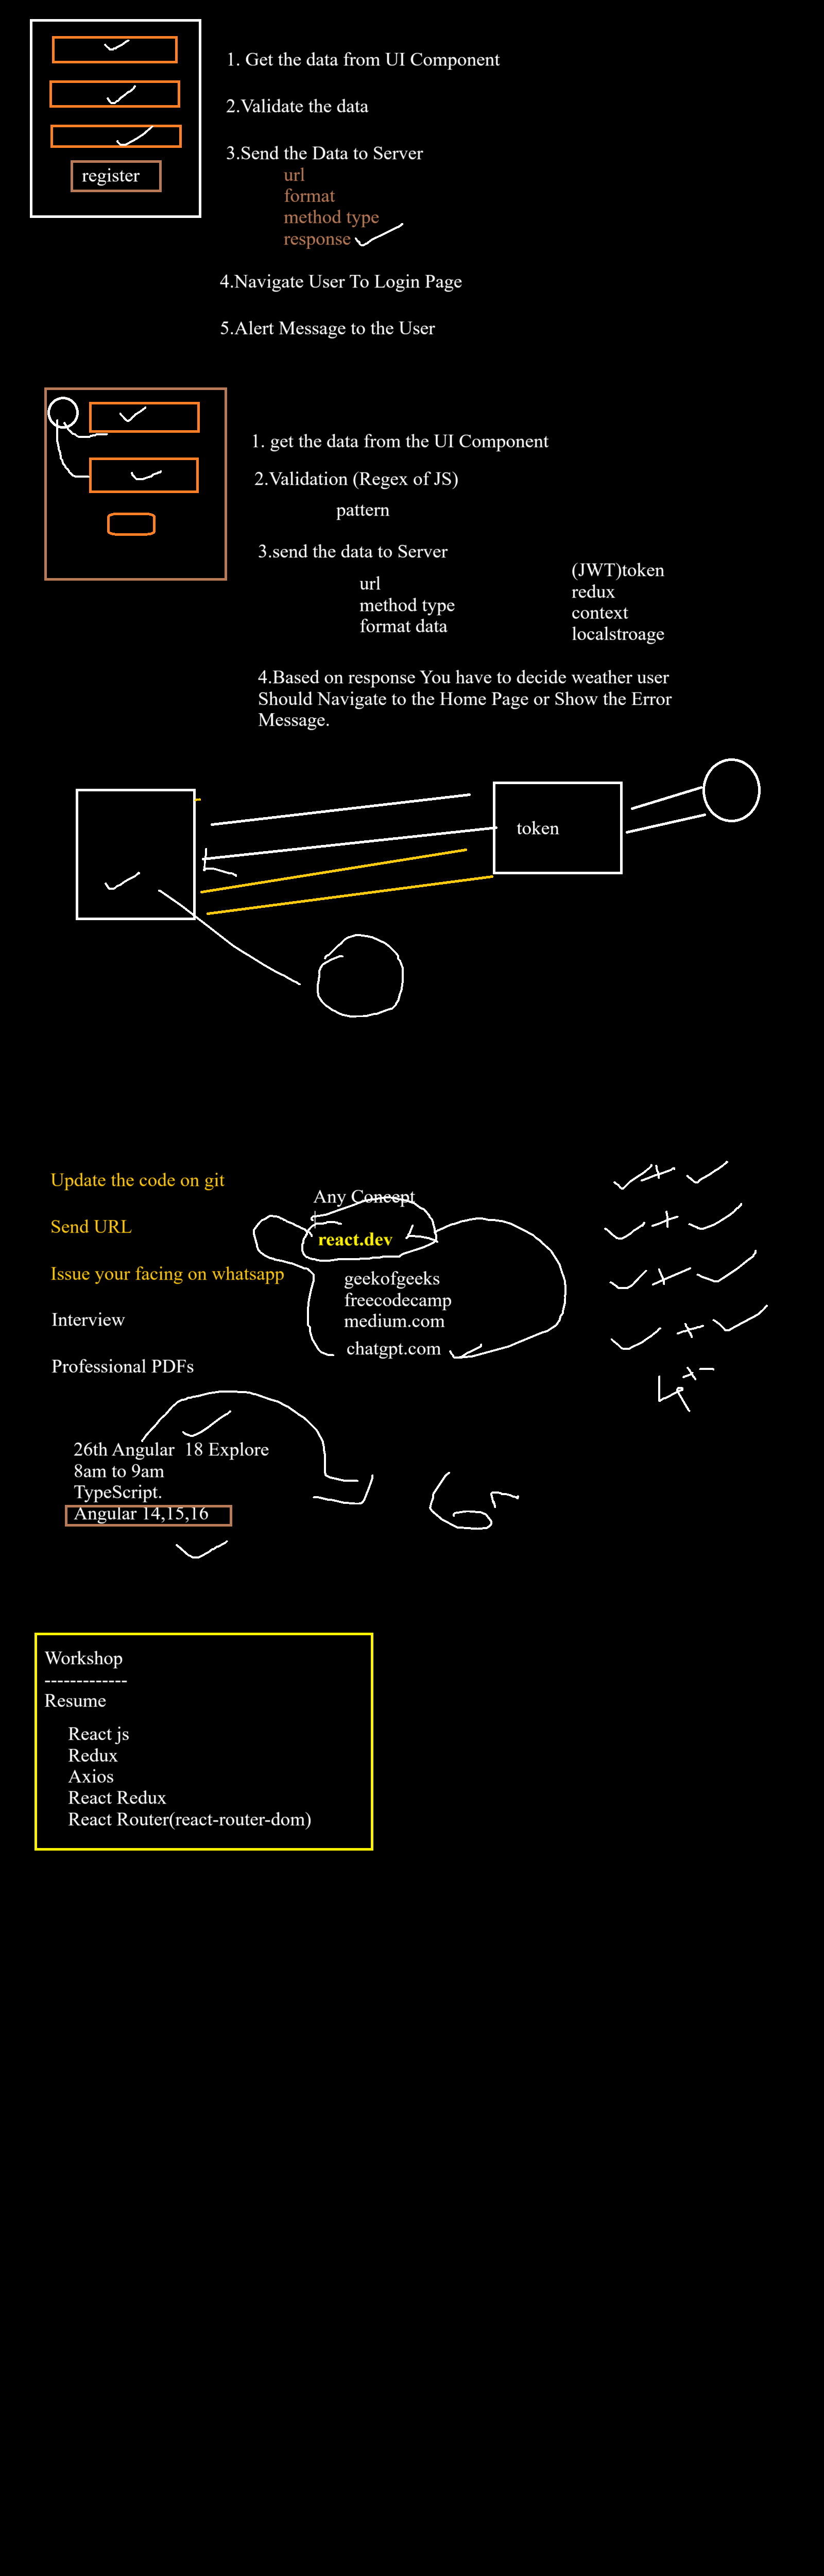 1. Get the data from UI Component
2.Validate the data
3.Send the Data to Server
url
format
method type
response
register
4.Navigate User To Login Page
5.Alert Message to the User
1. get the data from the UI Component
2.Validation (Regex of JS)
pattern
3.send the data to Server
url
method type
format data
(JWT)token
redux
context
localstroage
4.Based on response You have to decide weather user
Should Navigate to the Home Page or Show the Error
Message.
token
Update the code on git
Send URL
Issue your facing on whatsapp
Interview
Professional PDFs
Any Concept
react.dev
geekofgeeks
freecodecamp
medium.com
chatgpt.com
26th Angular 18 Explore
8am to 9am
TypeScript.
Angular 14,15,16
Workshop
-------------
Resume
React js
Redux
Axios
React Redux
React Router(react-router-dom)